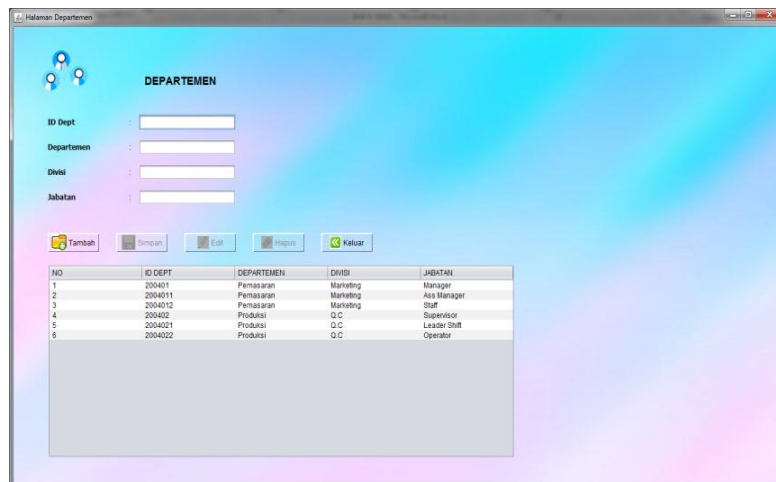 Halaman Departemen
DEPARTEMEN
ID Dept :
Departemen :
Divisi :
Jabatan :
Tambah Simpan Edit Hapus Keluar
NO ID DEPT DEPARTEMEN DIVISI JABATAN
1 200401 Pemasaran Marketing Manager
2 2004011 Pemasaran Marketing Ass Manager
3 2004012 Pemasaran Marketing Staff
4 200402 Produksi Q.C Supervisor
5 2004021 Produksi Q.C Leader Shift
6 2004022 Produksi Q.C Operator